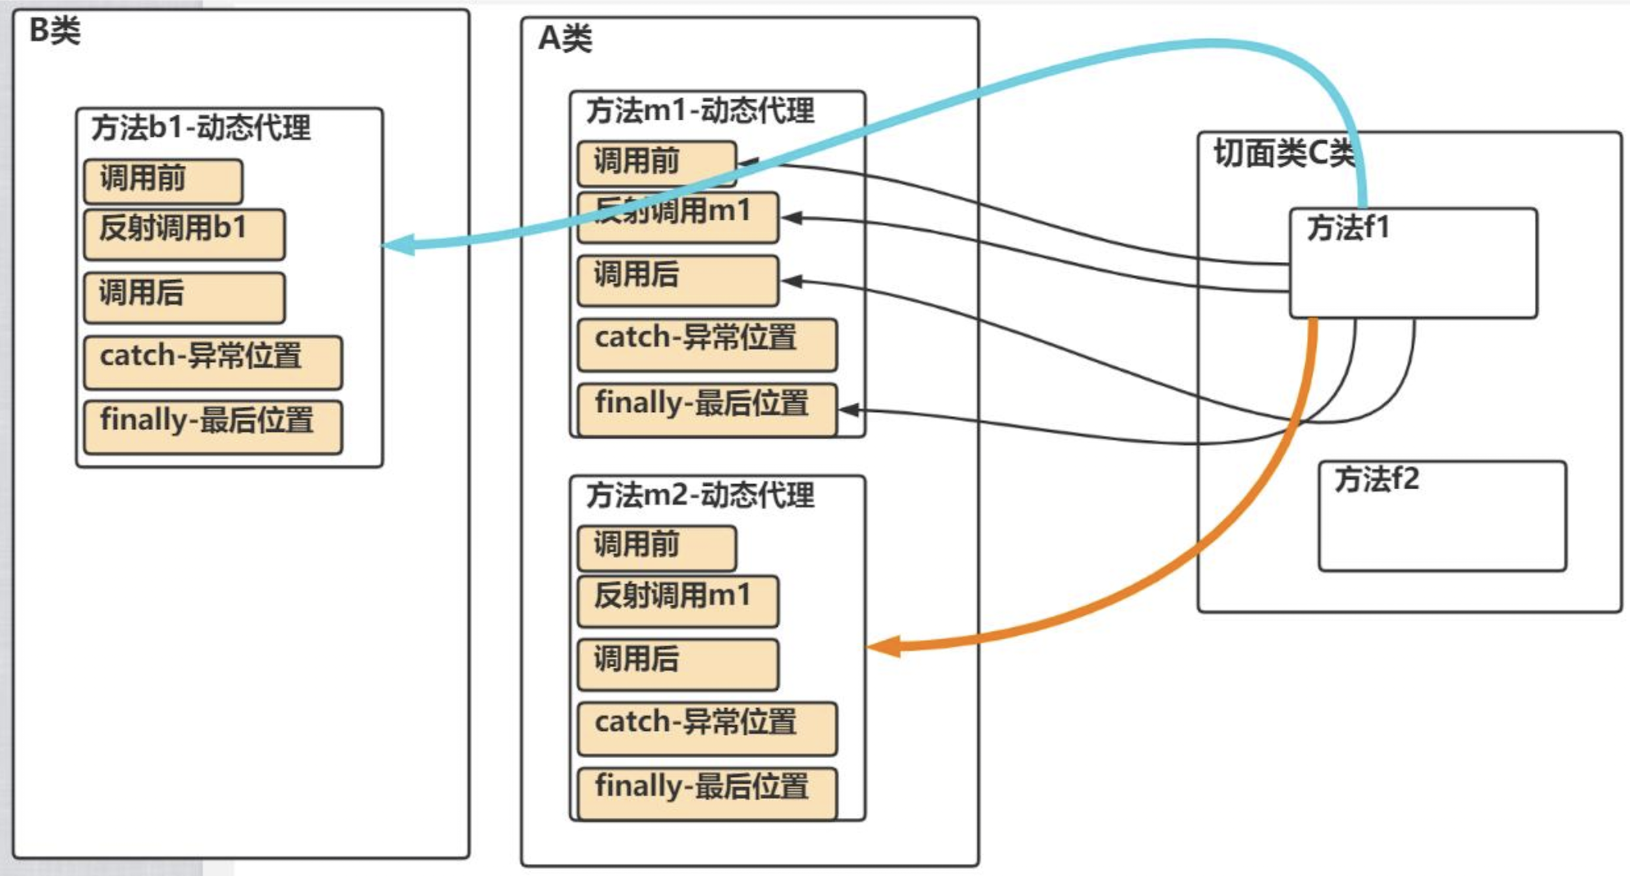 B类
方法b1-动态代理
调用前
反射调用b1
调用后
catch-异常位置
finally-最后位置
A类
方法m1-动态代理
调用前
反射调用m1
调用后
catch-异常位置
finally-最后位置
方法m2-动态代理
调用前
反射调用m1
调用后
catch-异常位置
finally-最后位置
切面类C类
方法f1
方法f2